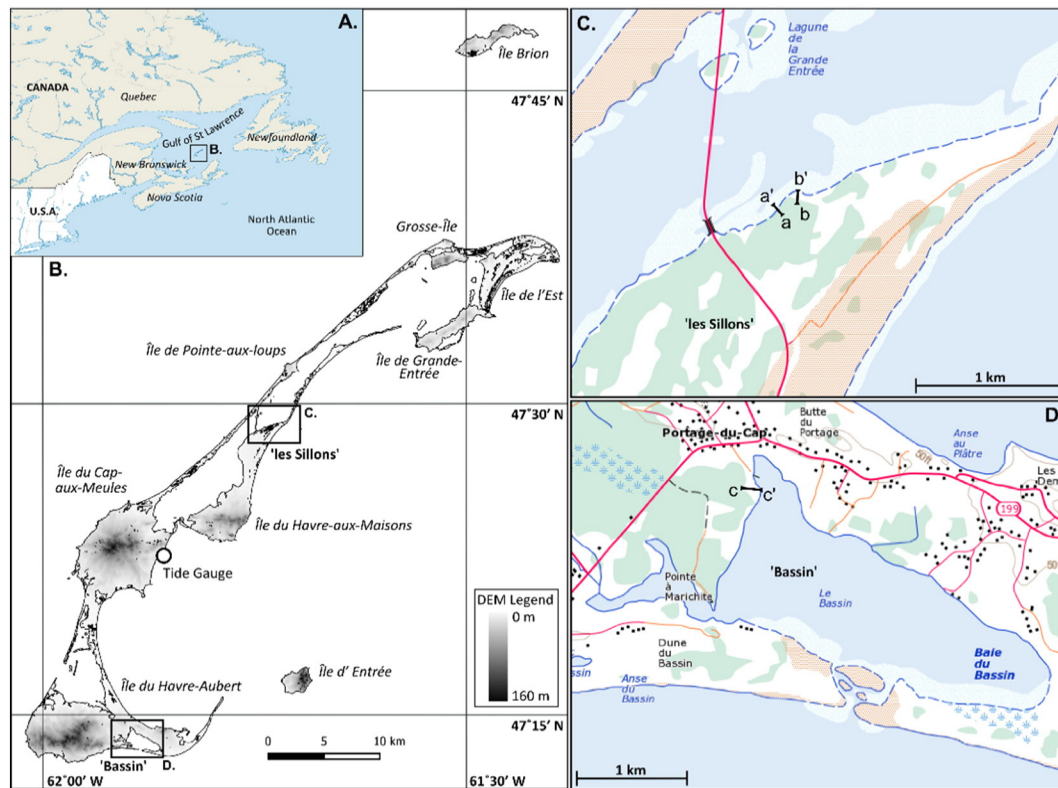 A.
CANADA
Quebec
Gulf of St Lawrence
Newfoundland
B.
New Brunswick
Nova Scotia
U.S.A.
North Atlantic
Ocean
B.
Île Brion
47˚45' N
Grosse-Île
Île de l'Est
Île de Pointe-aux-loups
Île de Grande-
Entrée
C.
47˚30' N
'les Sillons'
Île du Cap-
aux-Meules
Île du Havre-aux-Maisons
Tide Gauge
DEM Legend
0 m
160 m
Île d' Entrée
Île du Havre-Aubert
47˚15' N
0 5 10 km
'Bassin'
D.
62˚00' W
61˚30' W
C.
Lagune
de
la
Grande
Entrée
b'
a'
b
a
'les Sillons'
1 km
D.
Portage-du-Cap
Butte
du
Portage
Anse
au
Plâtre
50ft
Les
Dem
c
c'
199
'Bassin'
50
Pointe
à
Marichite
Le
Bassin
Dune
du
Bassin
Baie
du
Bassin
ssin
Anse
du
Bassin
1 km